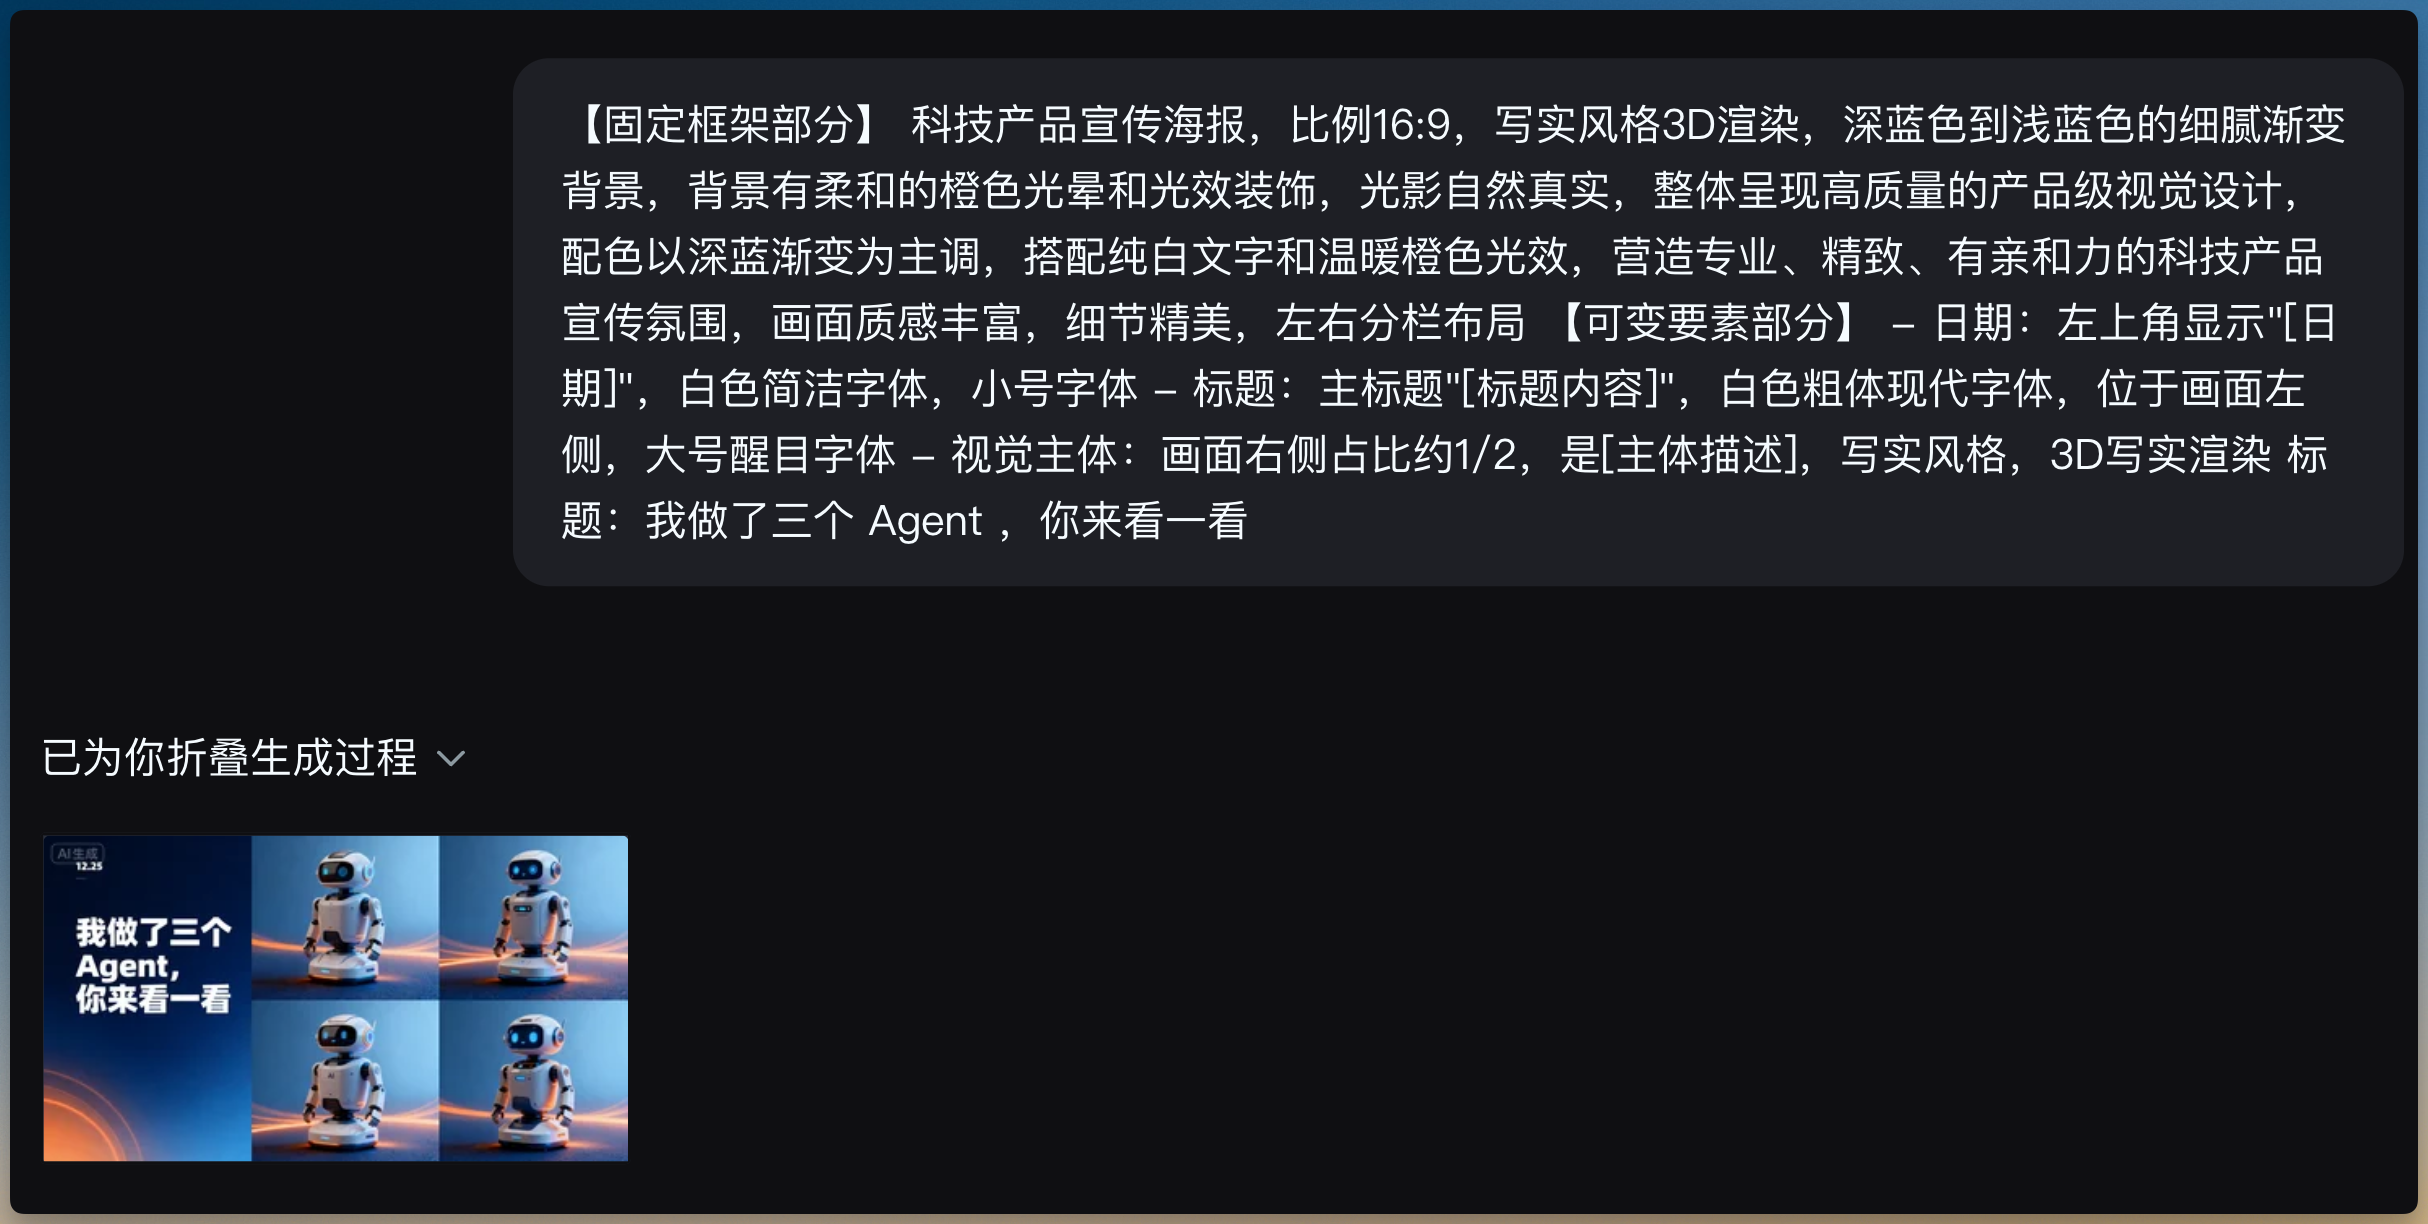 【固定框架部分】 科技产品宣传海报，比例16:9，写实风格3D渲染，深蓝色到浅蓝色的细腻渐变
背景，背景有柔和的橙色光晕和光效装饰，光影自然真实，整体呈现高质量的产品级视觉设计，
配色以深蓝渐变为主调，搭配纯白文字和温暖橙色光效，营造专业、精致、有亲和力的科技产品
宣传氛围，画面质感丰富，细节精美，左右分栏布局 【可变要素部分】 – 日期：左上角显示"[日
期]"，白色简洁字体，小号字体 – 标题：主标题"[标题内容]"，白色粗体现代字体，位于画面左
侧，大号醒目字体 – 视觉主体：画面右侧占比约1/2，是[主体描述]，写实风格，3D写实渲染 标
题：我做了三个 Agent ，你来看一看
已为你折叠生成过程
AI生成
12.25
我做了三个
Agent，
你来看一看
AI